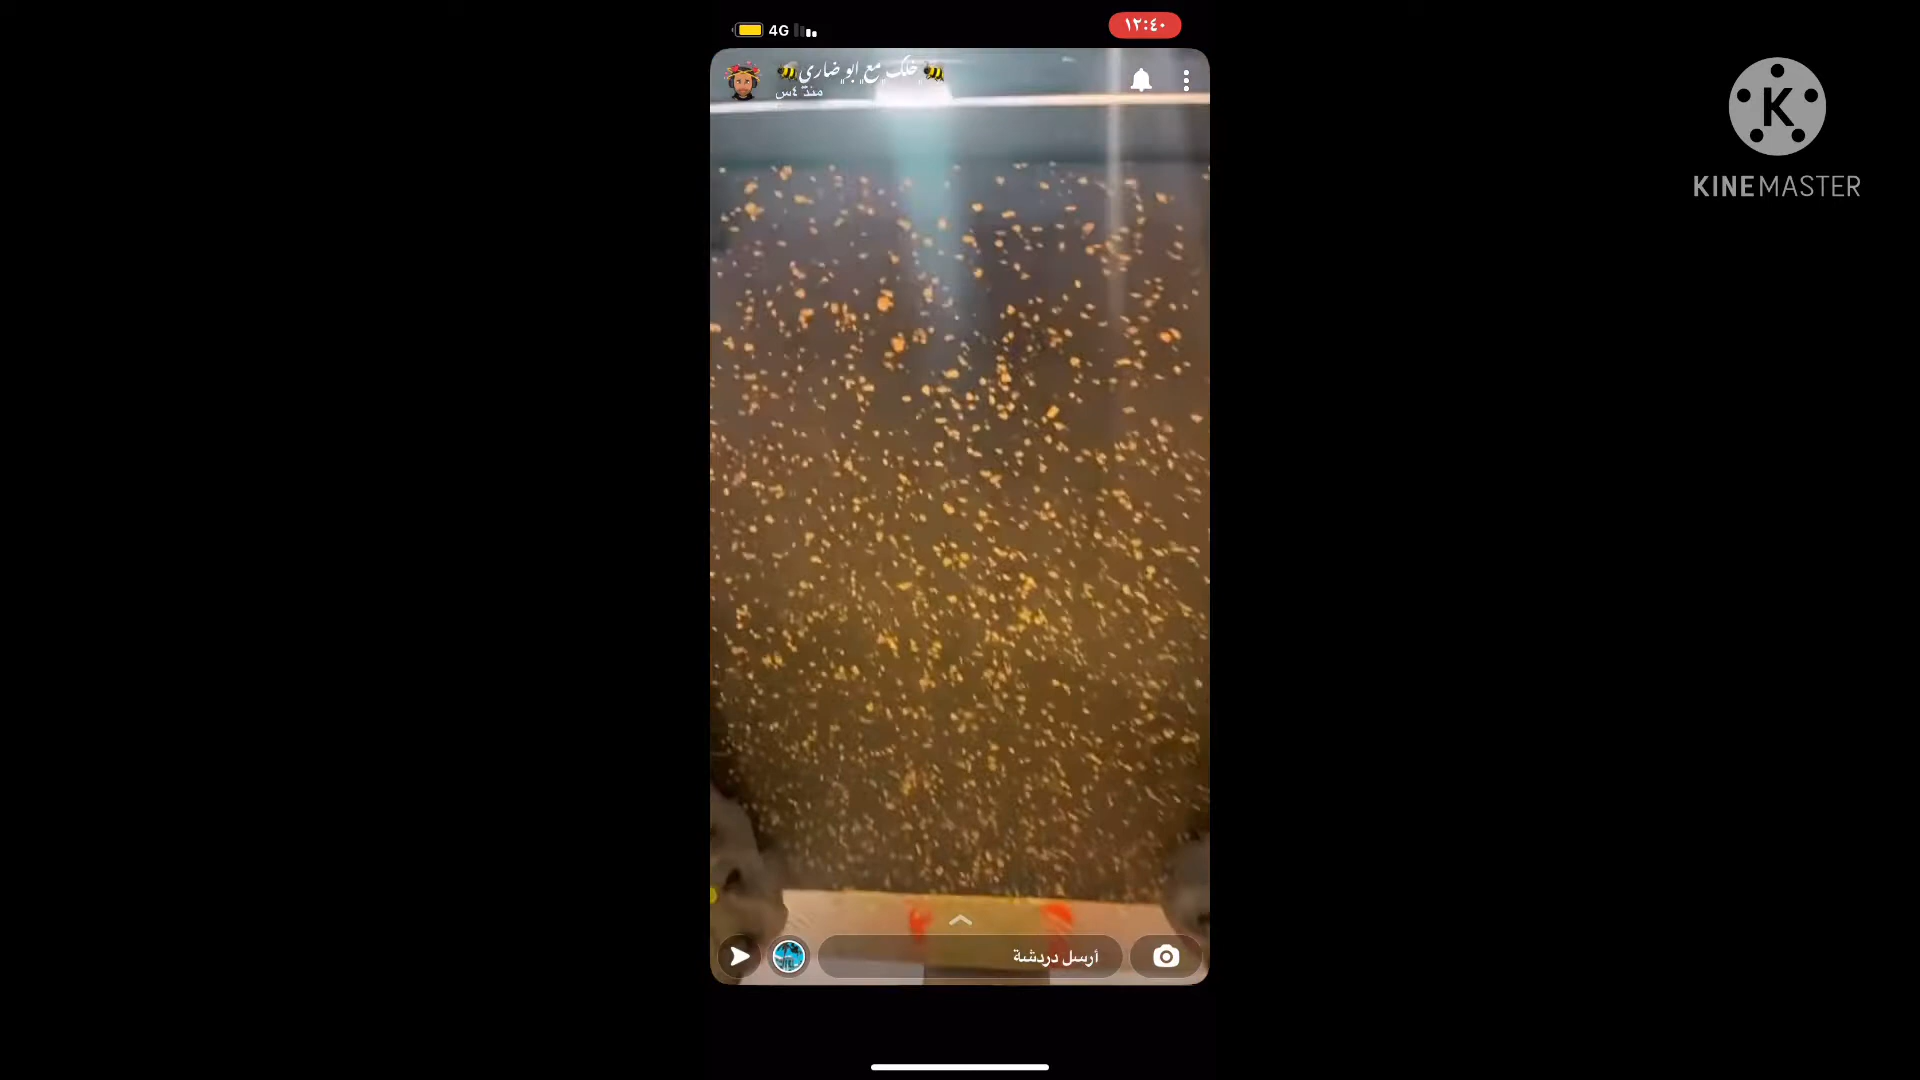 4G
١٢:٤٠
🐝خلك مع ابو ضاري🐝
منذ ٤س
KINEMASTER
أرسل دردشة